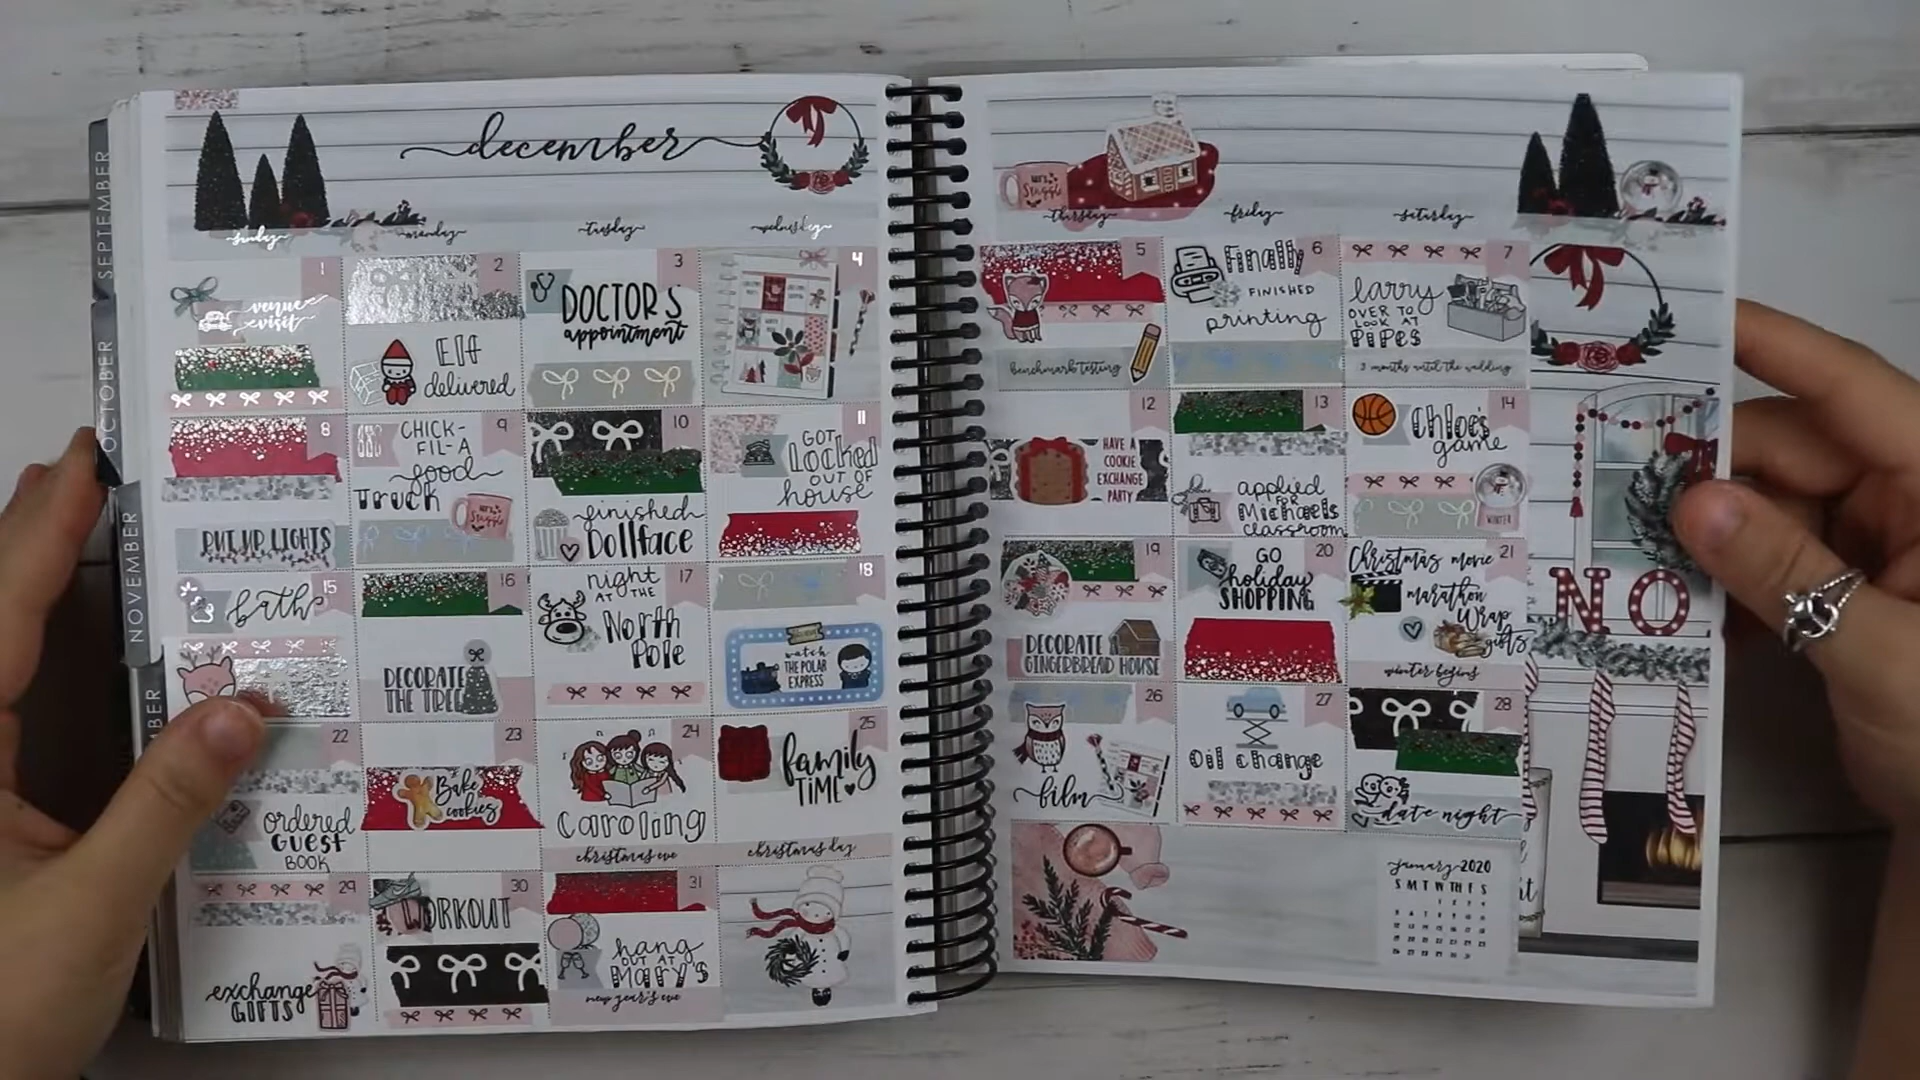 december
sunday
monday
tuesday
wednesday
thursday
friday
saturday
SEPTEMBER
OCTOBER
NOVEMBER
1
venue
visit
2
Elf
delivered
3
DOCTORS
appointment
4
5
benchmark testing
6
Finally
FINISHED
printing
7
Larry
OVER TO
LOOK AT
PIPES
3 months until the wedding
8
PUT UP LIGHTS
9
CHICK-
FIL-A
food
Truck
let's
Snuggle
10
finished
Dollface
11
GOT
Locked
OUT OF
house
12
HAVE A
COOKIE
EXCHANGE
PARTY
13
applied
FOR
Michaels
Classroom
14
Chloe's
game
WINTER
15
bath
16
DECORATE
THE TREE
17
night
AT THE
North
Pole
18
watch
THE POLAR
EXPRESS
19
DECORATE
GINGERBREAD HOUSE
20
GO
holiday
SHOPPING
21
Christmas movie
marathon
Wrap
gifts
winter begins
22
ordered
GUEST
BOOK
23
Bake
cookies
24
Caroling
christmas eve
25
family
TIME
christmas day
26
film
27
Oil change
28
date night
29
exchange
GIFTS
30
WORKOUT
31
hang
OUT AT
Mary's
new year's eve
january 2020
S M T W TH F S
NO